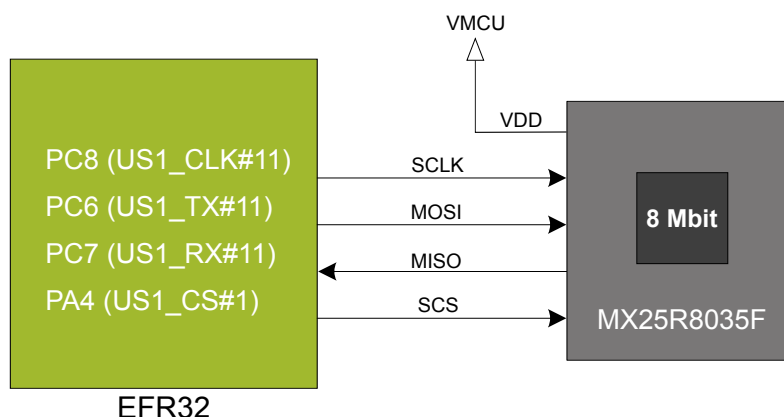 VMCU
VDD
PC8 (US1_CLK#11)
PC6 (US1_TX#11)
PC7 (US1_RX#11)
PA4 (US1_CS#1)
SCLK
MOSI
MISO
SCS
8 Mbit
MX25R8035F
EFR32